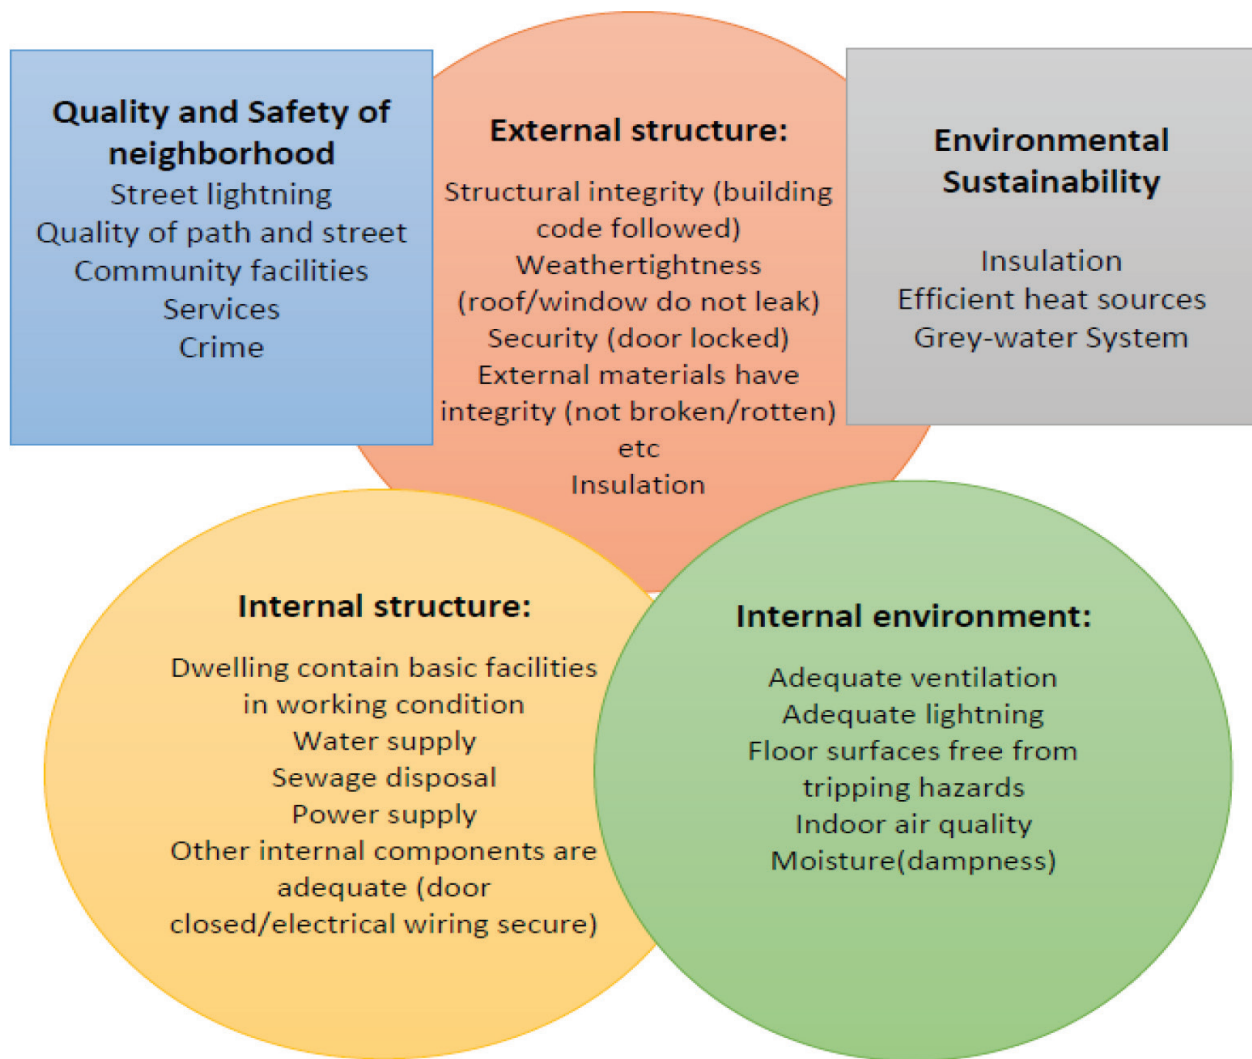 Quality and Safety of
neighborhood
Street lightning
Quality of path and street
Community facilities
Services
Crime
External structure:
Structural integrity (building
code followed)
Weathertightness
(roof/window do not leak)
Security (door locked)
External materials have
integrity (not broken/rotten)
etc
Insulation
Environmental
Sustainability
Insulation
Efficient heat sources
Grey-water System
Internal structure:
Dwelling contain basic facilities
in working condition
Water supply
Sewage disposal
Power supply
Other internal components are
adequate (door
closed/electrical wiring secure)
Internal environment:
Adequate ventilation
Adequate lightning
Floor surfaces free from
tripping hazards
Indoor air quality
Moisture(dampness)